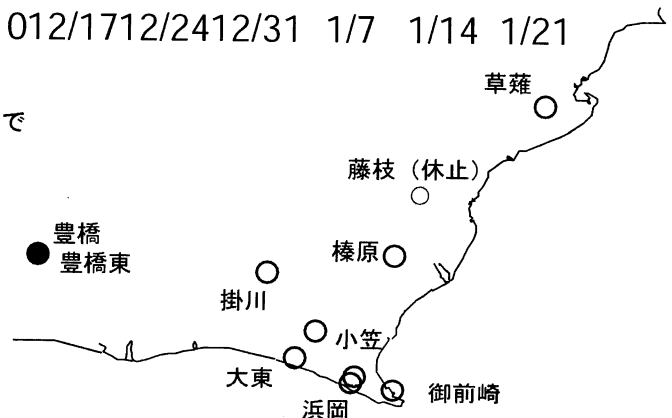 012/1712/2412/31 1/7 1/14 1/21
草薙
で
藤枝（休止）
豊橋
豊橋東
榛原
掛川
小笠
大東
御前崎
浜岡